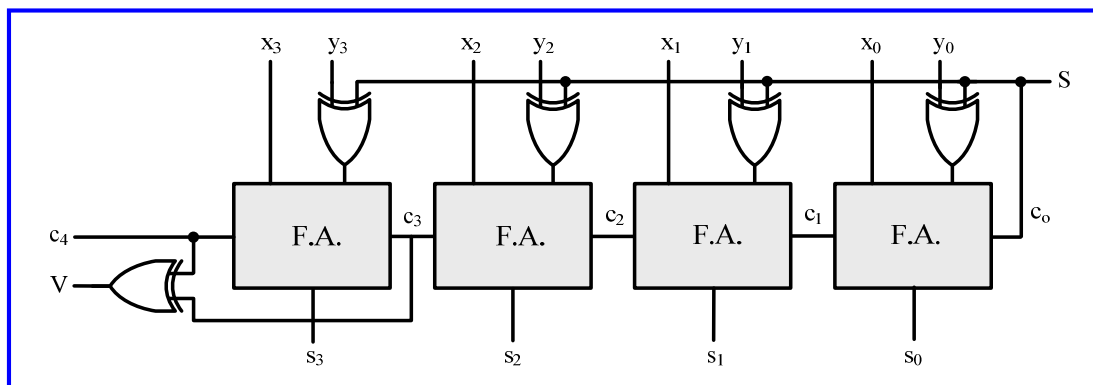 x3 y3 x2 y2 x1 y1 x0 y0
S
F.A. F.A. F.A. F.A.
c4 c3 c2 c1 co
V
s3 s2 s1 s0